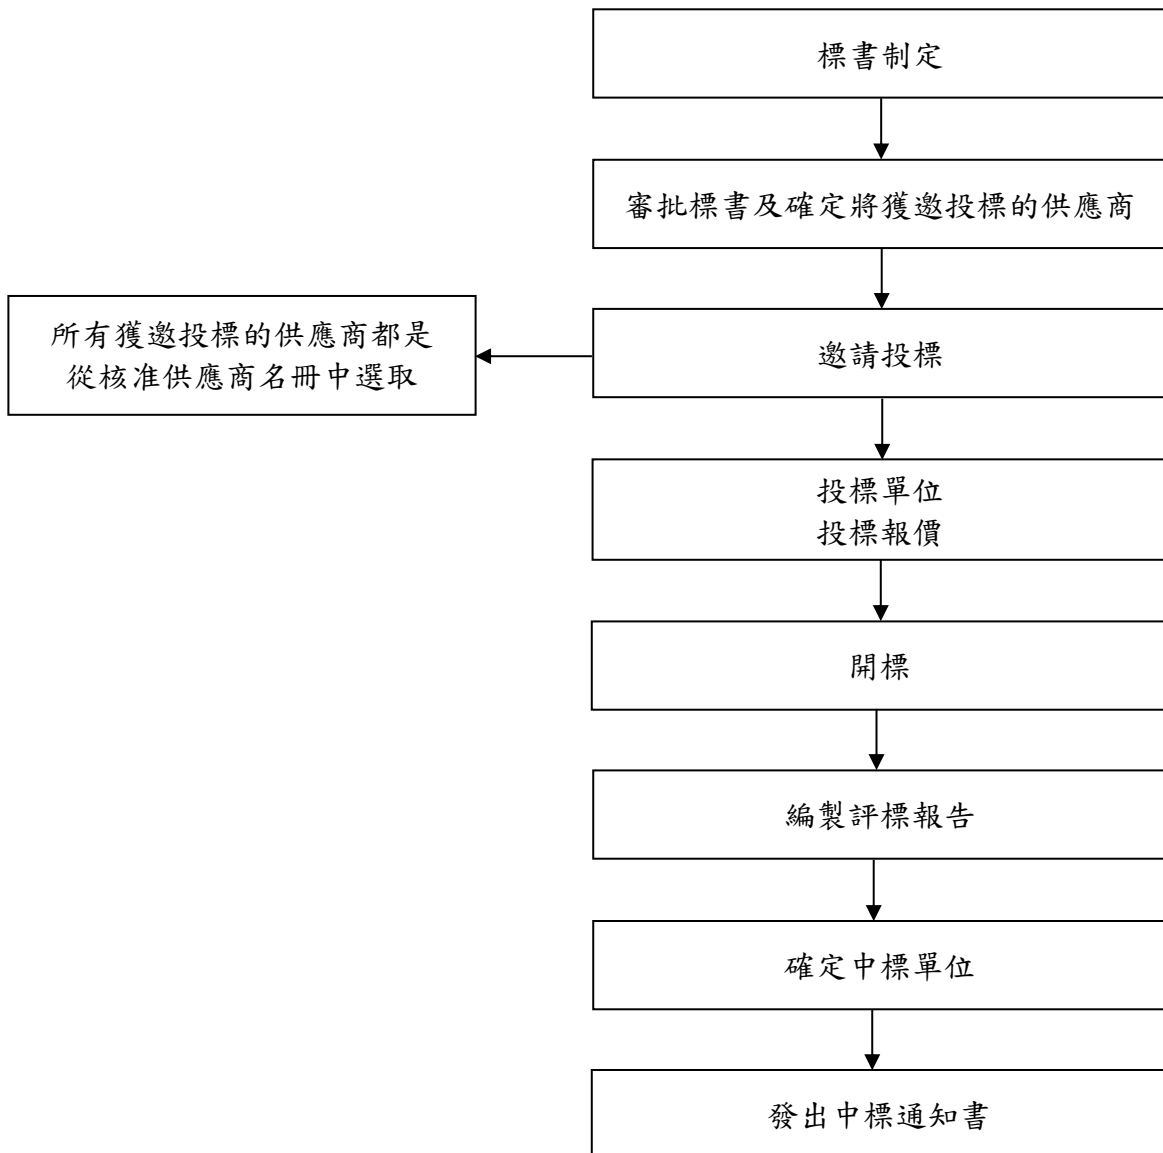 標書制定
審批標書及確定將獲邀投標的供應商
所有獲邀投標的供應商都是
從核准供應商名冊中選取
邀請投標
投標單位
投標報價
開標
編製評標報告
確定中標單位
發出中標通知書